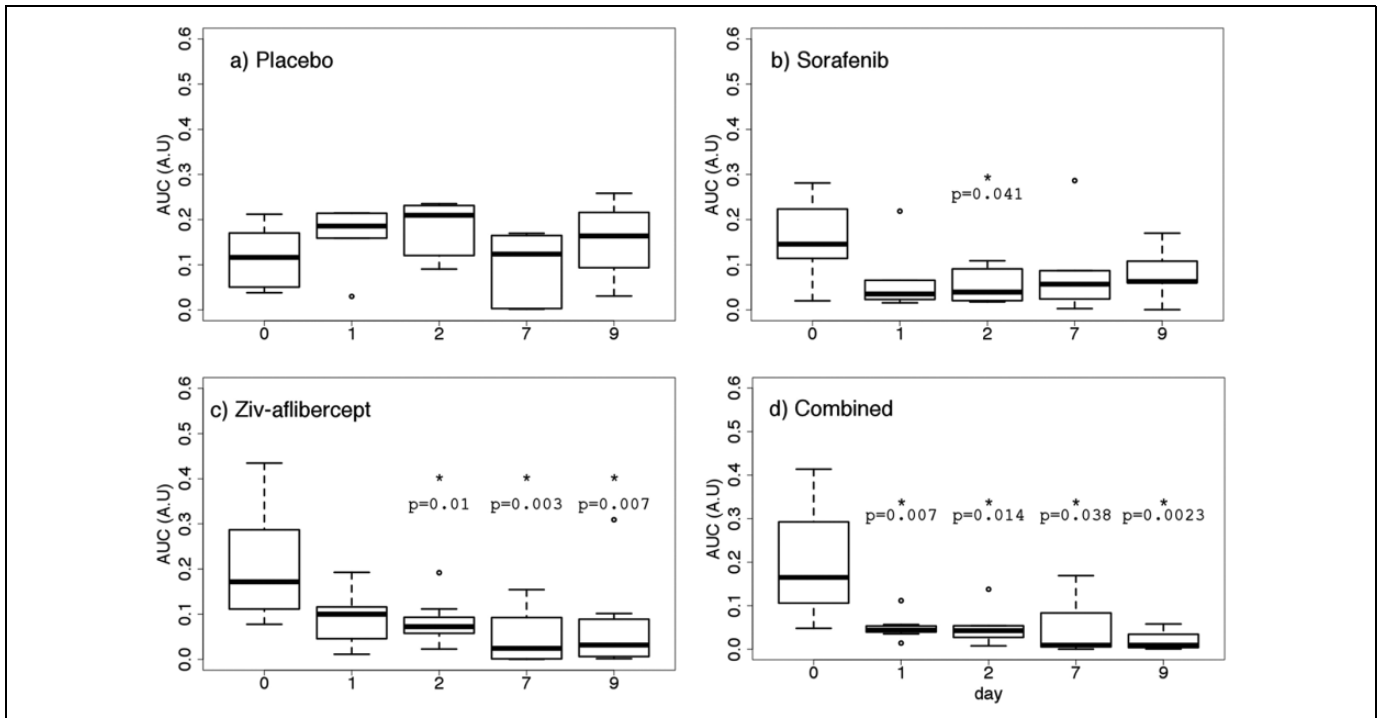 a) Placebo
AUC (A.U)
0.0 0.1 0.2 0.3 0.4 0.5 0.6
0 1 2 7 9
b) Sorafenib
AUC (A.U)
0.0 0.1 0.2 0.3 0.4 0.5 0.6
*
p=0.041
0 1 2 7 9
c) Ziv-aflibercept
AUC (A.U)
0.0 0.1 0.2 0.3 0.4 0.5 0.6
* * *
p=0.01 p=0.003 p=0.007
0 1 2 7 9
d) Combined
AUC (A.U)
0.0 0.1 0.2 0.3 0.4 0.5 0.6
* * * *
p=0.007 p=0.014 p=0.038 p=0.0023
0 1 2 7 9
day